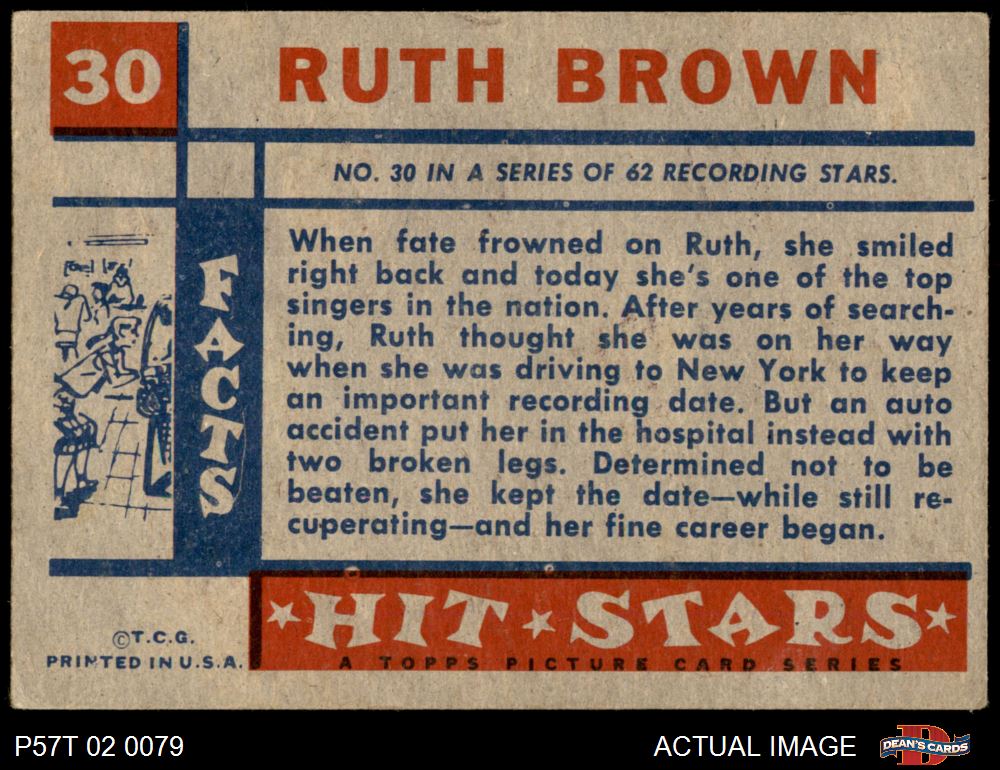 30
RUTH BROWN
NO. 30 IN A SERIES OF 62 RECORDING STARS.
FACTS
When fate frowned on Ruth, she smiled
right back and today she's one of the top
singers in the nation. After years of search-
ing, Ruth thought she was on her way
when she was driving to New York to keep
an important recording date. But an auto
accident put her in the hospital instead with
two broken legs. Determined not to be
beaten, she kept the date—while still re-
cuperating—and her fine career began.
HIT STARS
A TOPPS PICTURE CARD SERIES
©T.C.G.
PRINTED IN U.S.A.
P57T 02 0079
ACTUAL IMAGE
D
DEAN'S CARDS